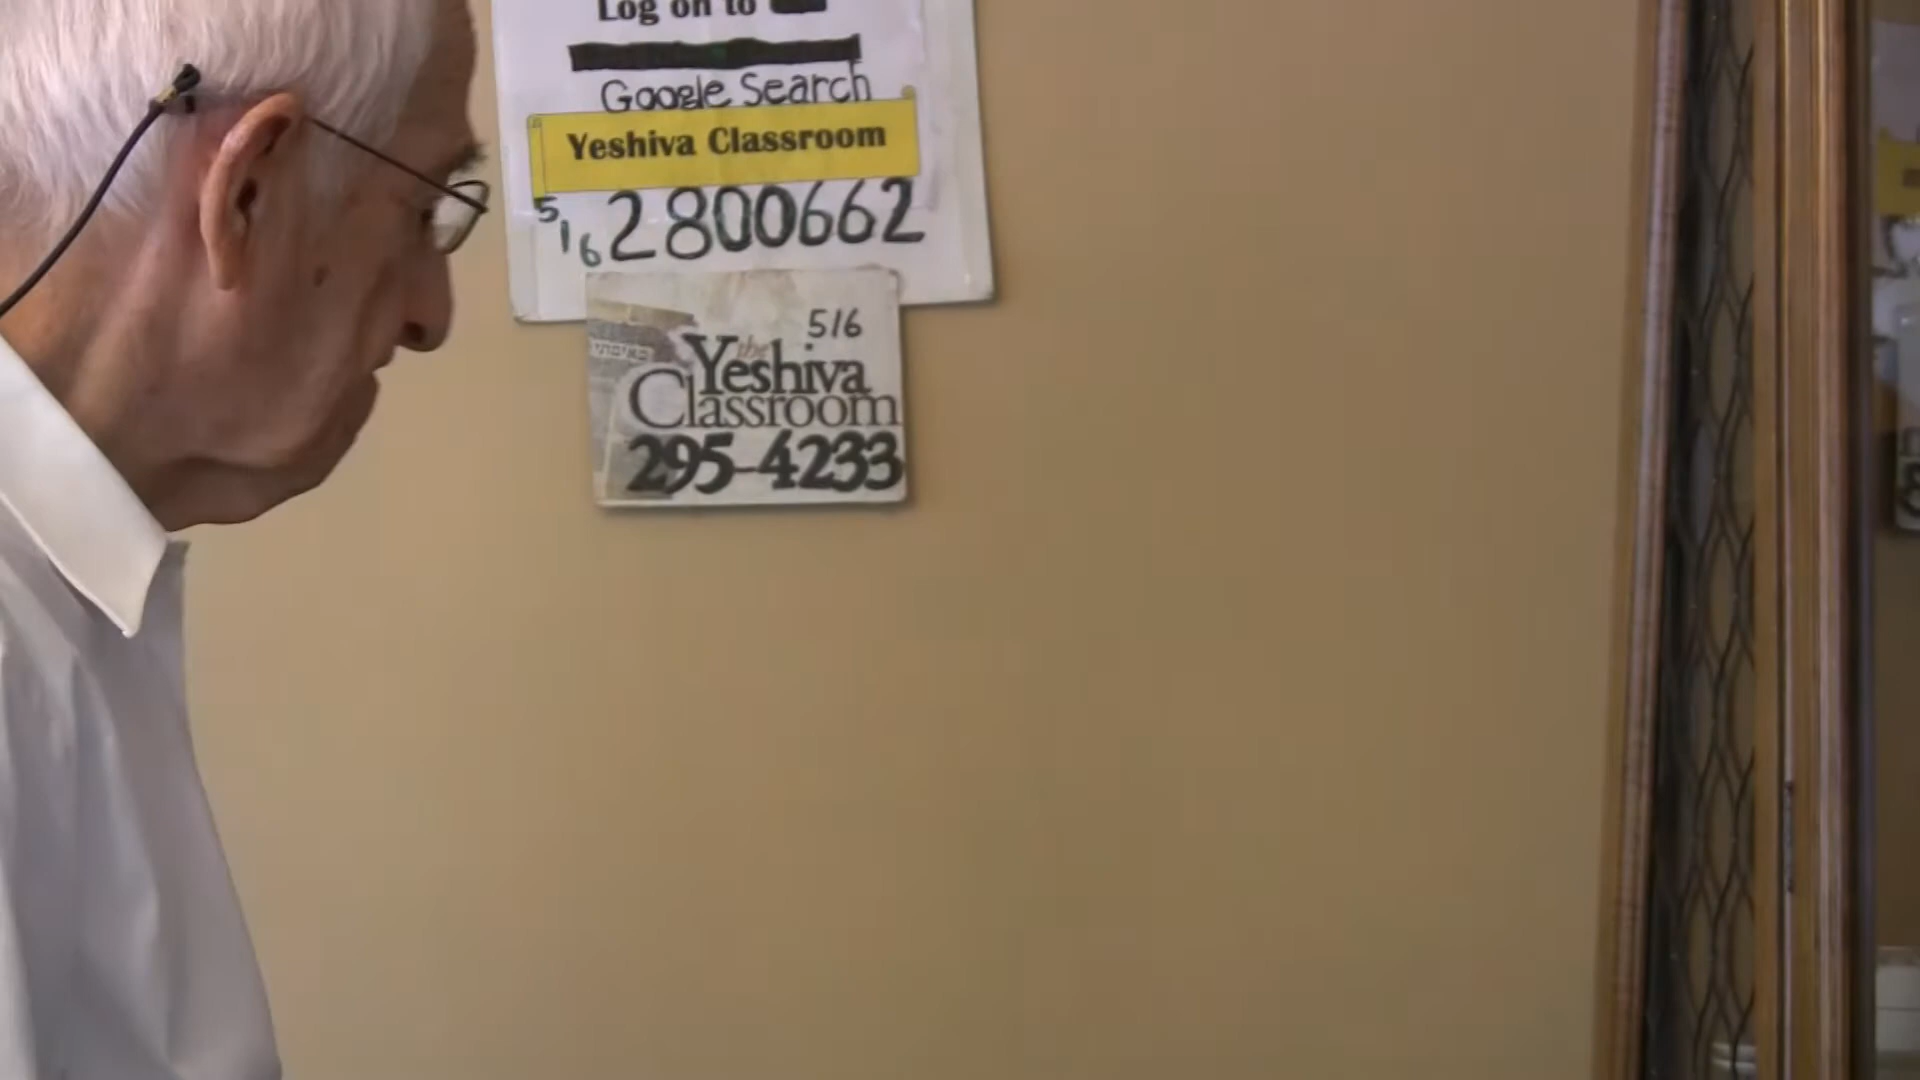 Log on to
Google Search
Yeshiva Classroom
516 2800662
516
the
Yeshiva
Classroom
295-4233